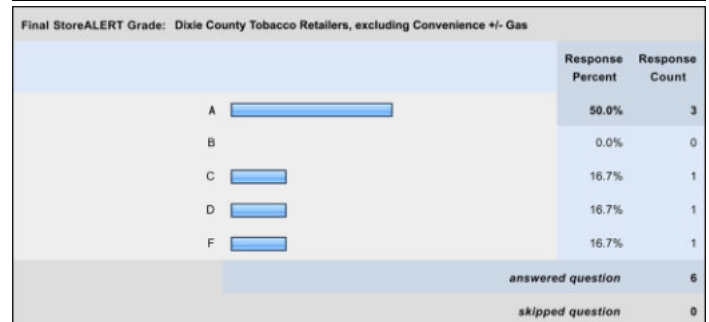 Final StoreALERT Grade: Dixie County Tobacco Retailers, excluding Convenience +/- Gas
Response Percent Response Count
A 50.0% 3
B 0.0% 0
C 16.7% 1
D 16.7% 1
F 16.7% 1
answered question 6
skipped question 0